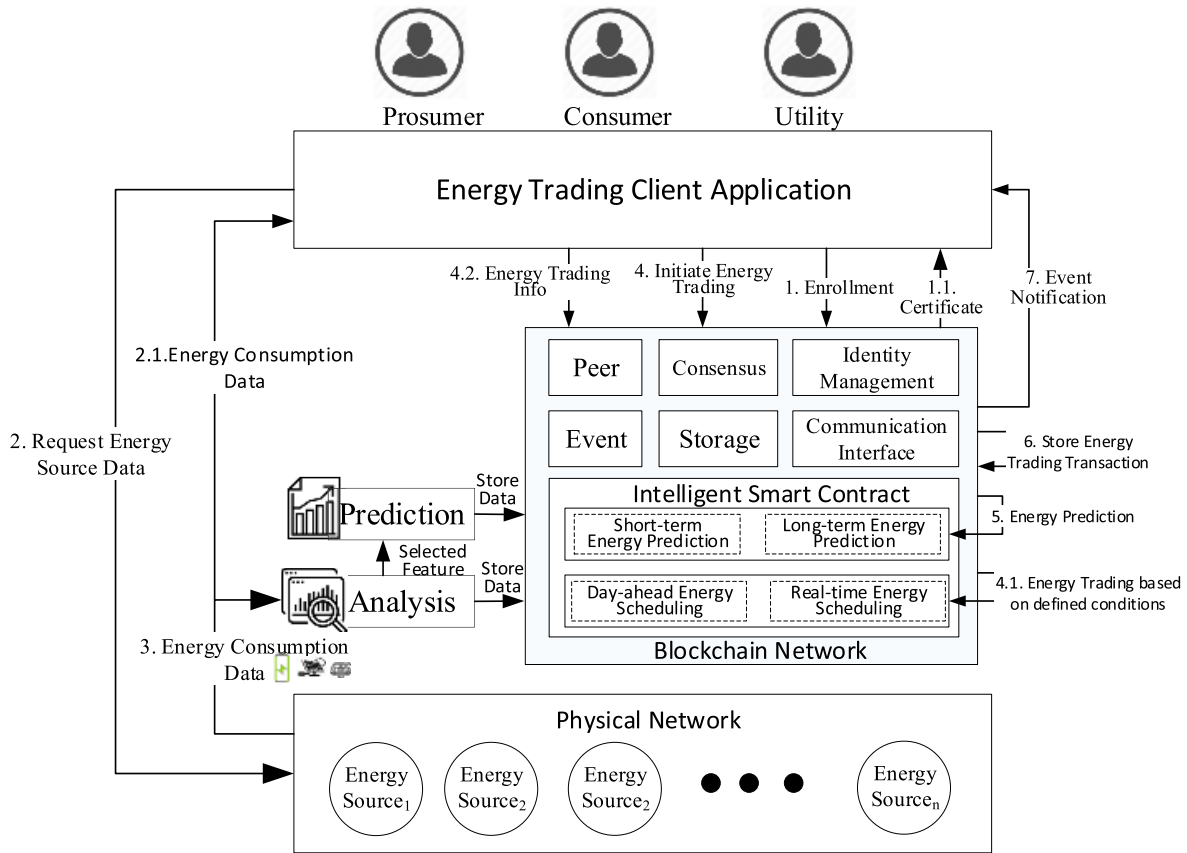 Prosumer
Consumer
Utility
Energy Trading Client Application
4.2. Energy Trading
Info
4. Initiate Energy
Trading
1. Enrollment
1.1.
Certificate
7. Event
Notification
2.1.Energy Consumption
Data
2. Request Energy
Source Data
Peer
Consensus
Identity
Management
Event
Storage
Communication
Interface
6. Store Energy
Trading Transaction
Store
Data
Prediction
Intelligent Smart Contract
Short-term
Energy Prediction
Long-term Energy
Prediction
5. Energy Prediction
Selected
Feature
Store
Data
Analysis
Day-ahead Energy
Scheduling
Real-time Energy
Scheduling
4.1. Energy Trading based
on defined conditions
Blockchain Network
3. Energy Consumption
Data
Physical Network
Energy
Source1
Energy
Source2
Energy
Source2
Energy
Sourcen